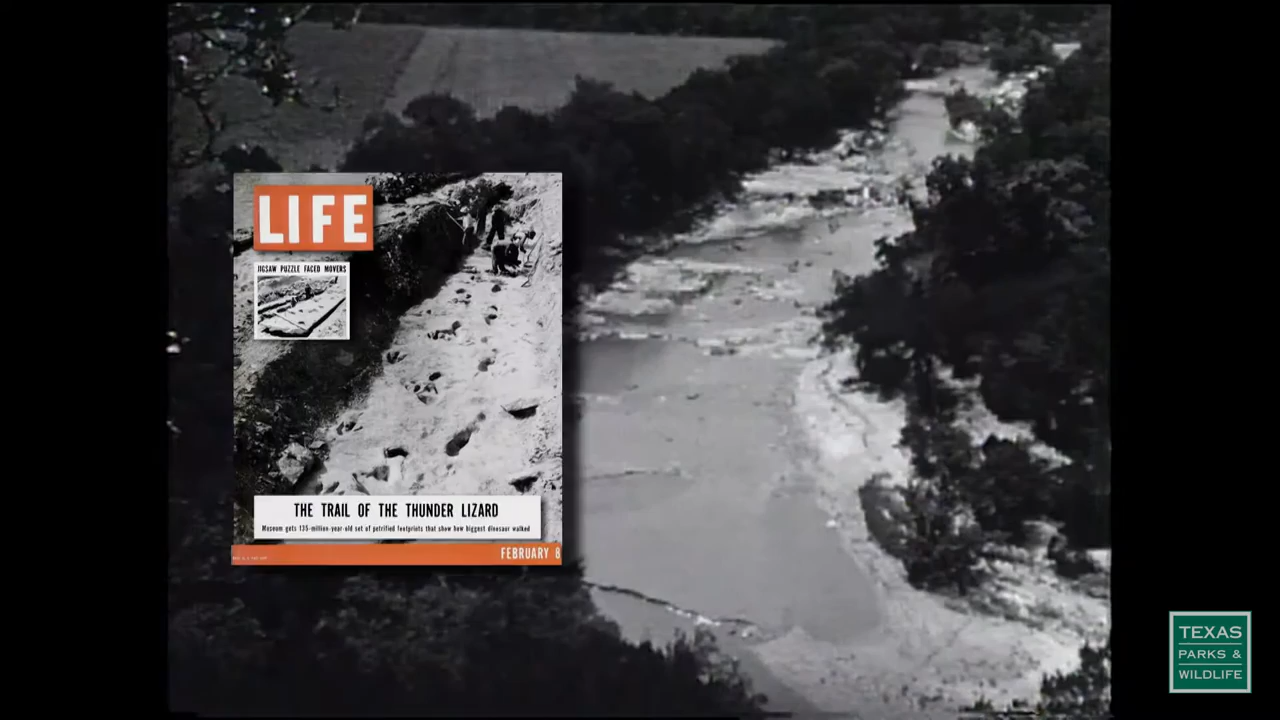 LIFE
JIGSAW PUZZLE FACED MOVERS
THE TRAIL OF THE THUNDER LIZARD
Museum gets 135-million-year-old set of petrified footprints that show how biggest dinosaur walked
FEBRUARY 8
TEXAS
PARKS &
WILDLIFE